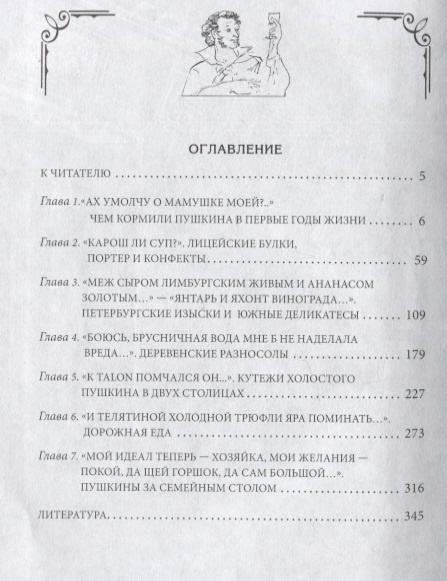 ОГЛАВЛЕНИЕ
К ЧИТАТЕЛЮ ........................................ 5
Глава 1.«АХ УМОЛЧУ О МАМУШКЕ МОЕЙ?..»
ЧЕМ КОРМИЛИ ПУШКИНА В ПЕРВЫЕ ГОДЫ ЖИЗНИ ..... 6
Глава 2. «КАРОШ ЛИ СУП?». ЛИЦЕЙСКИЕ БУЛКИ,
ПОРТЕР И КОНФЕКТЫ............................. 59
Глава 3. «МЕЖ СЫРОМ ЛИМБУРГСКИМ ЖИВЫМ И АНАНАСОМ
ЗОЛОТЫМ...» — «ЯНТАРЬ И ЯХОНТ ВИНОГРАДА...».
ПЕТЕРБУРГСКИЕ ИЗЫСКИ И ЮЖНЫЕ ДЕЛИКАТЕСЫ ...... 109
Глава 4. «БОЮСЬ, БРУСНИЧНАЯ ВОДА МНЕ Б НЕ НАДЕЛАЛА
ВРЕДА...». ДЕРЕВЕНСКИЕ РАЗНОСОЛЫ ............... 179
Глава 5. «К TALON ПОМЧАЛСЯ ОН...». КУТЕЖИ ХОЛОСТОГО
ПУШКИНА В ДВУХ СТОЛИЦАХ ....................... 227
Глава 6. «И ТЕЛЯТИНОЙ ХОЛОДНОЙ ТРЮФЛИ ЯРА ПОМИНАТЬ...».
ДОРОЖНАЯ ЕДА .................................. 273
Глава 7. «МОЙ ИДЕАЛ ТЕПЕРЬ — ХОЗЯЙКА, МОИ ЖЕЛАНИЯ —
ПОКОЙ, ДА ЩЕЙ ГОРШОК, ДА САМ БОЛЬШОЙ...».
ПУШКИНЫ ЗА СЕМЕЙНЫМ СТОЛОМ .................... 316
ЛИТЕРАТУРА........................................ 345